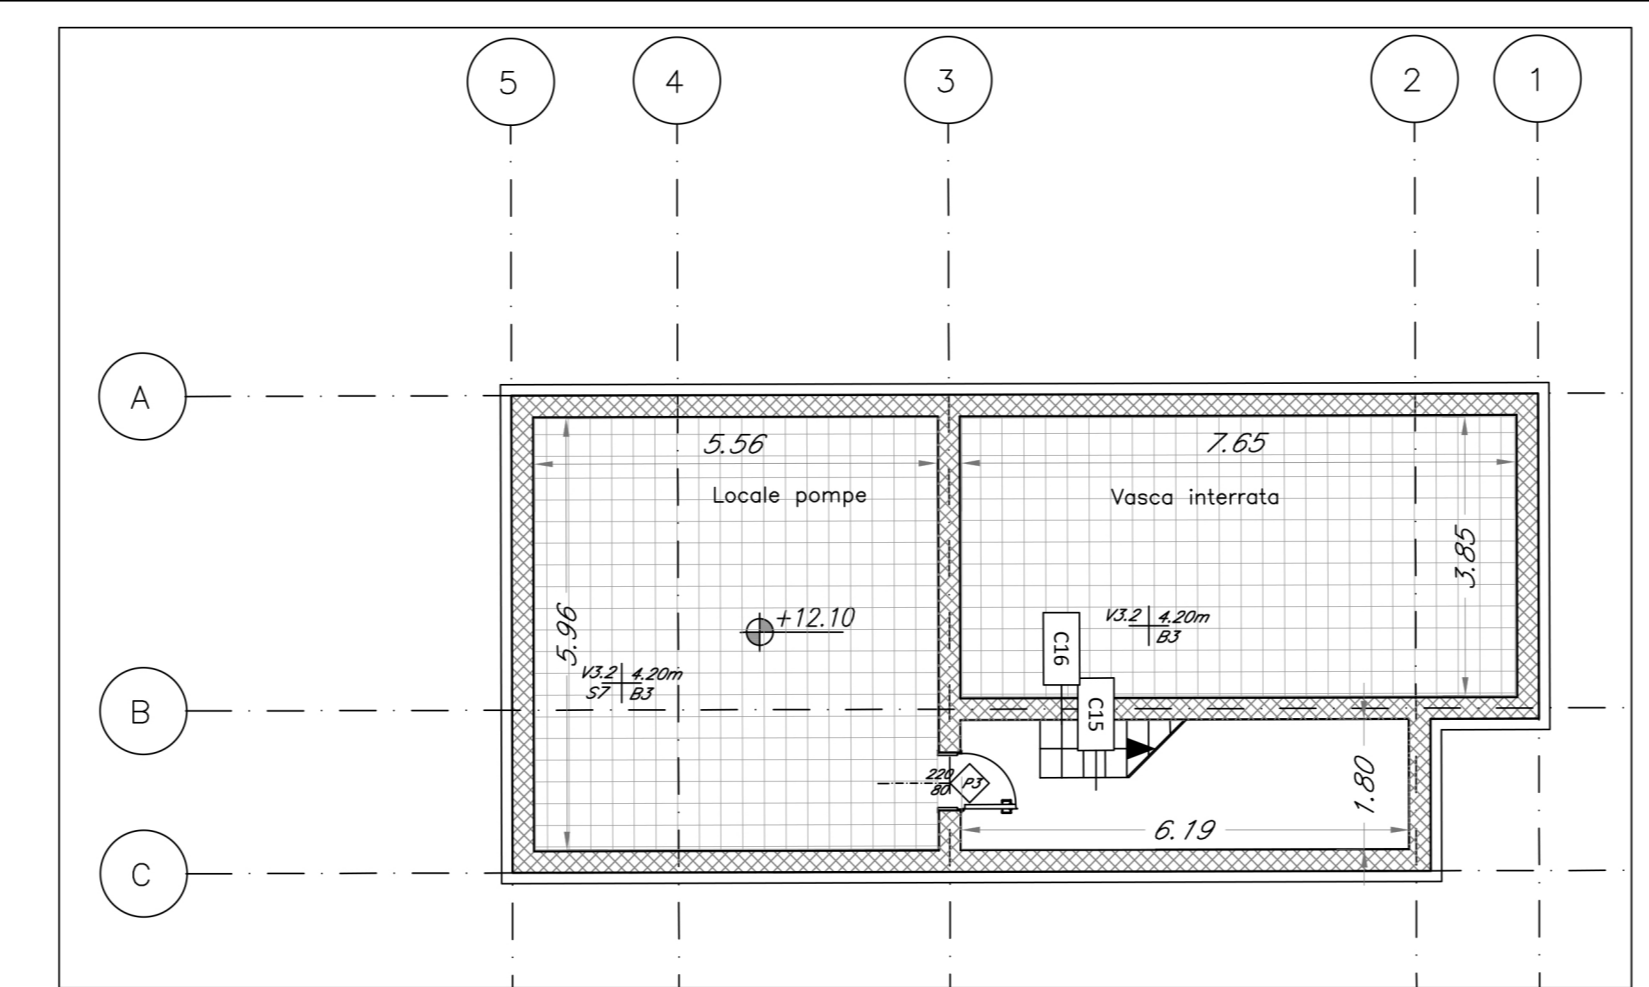 5 4 3 2 1
A
5.56 7.65
Locale pompe Vasca interrata
3.85
5.96
+12.10
V3.2 4.20m
B3
C16
V3.2 4.20m
S7 B3
B
C15
220
80
P3
1.80
6.19
C